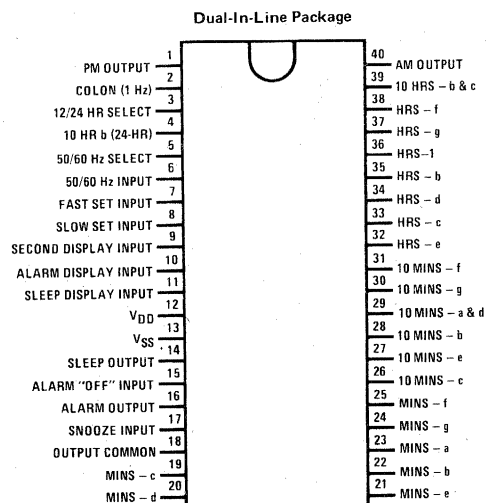 Dual-In-Line Package
1
PM OUTPUT
2
COLON (1 Hz)
3
12/24 HR SELECT
4
10 HR b (24-HR)
5
50/60 Hz SELECT
6
50/60 Hz INPUT
7
FAST SET INPUT
8
SLOW SET INPUT
9
SECOND DISPLAY INPUT
10
ALARM DISPLAY INPUT
11
SLEEP DISPLAY INPUT
12
VDD
13
VSS
14
SLEEP OUTPUT
15
ALARM "OFF" INPUT
16
ALARM OUTPUT
17
SNOOZE INPUT
18
OUTPUT COMMON
19
MINS – c
20
MINS – d
40
AM OUTPUT
39
10 HRS – b & c
38
HRS – f
37
HRS – g
36
HRS–1
35
HRS – b
34
HRS – d
33
HRS – c
32
HRS – e
31
10 MINS – f
30
10 MINS – g
29
10 MINS – a & d
28
10 MINS – b
27
10 MINS – e
26
10 MINS – c
25
MINS – f
24
MINS – g
23
MINS – a
22
MINS – b
21
MINS – e